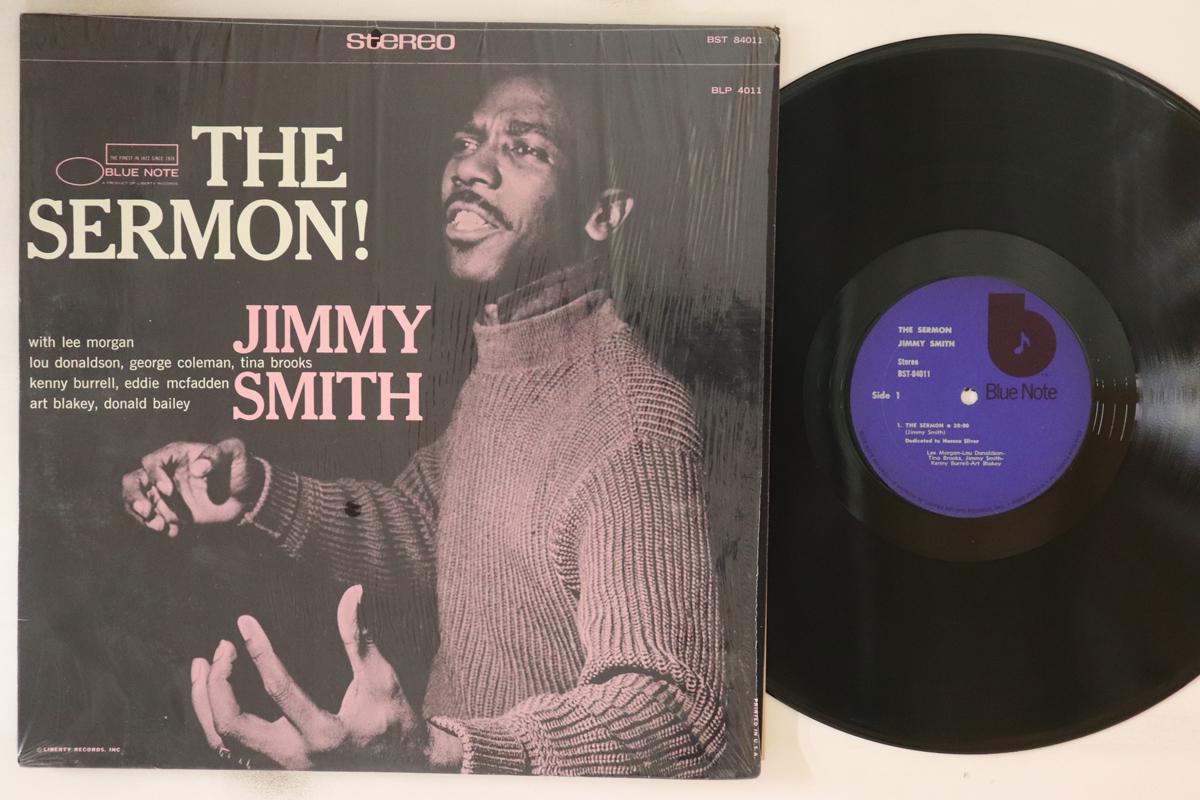 stereo
BST 84011
BLP 4011
THE FINEST IN JAZZ SINCE 1939
BLUE NOTE
A PRODUCT OF LIBERTY RECORDS
THE
SERMON!
JIMMY
SMITH
with lee morgan
lou donaldson, george coleman, tina brooks
kenny burrell, eddie mcfadden
art blakey, donald bailey
© LIBERTY RECORDS, INC
PRINTED IN U.S.A.
THE SERMON
JIMMY SMITH
Stereo
BST-84011
Side 1
b
Blue Note
1. THE SERMON • 20:00
(Jimmy Smith)
Dedicated to Horace Silver
Lee Morgan-Lou Donaldson-
Tina Brooks, Jimmy Smith-
Kenny Burrell-Art Blakey